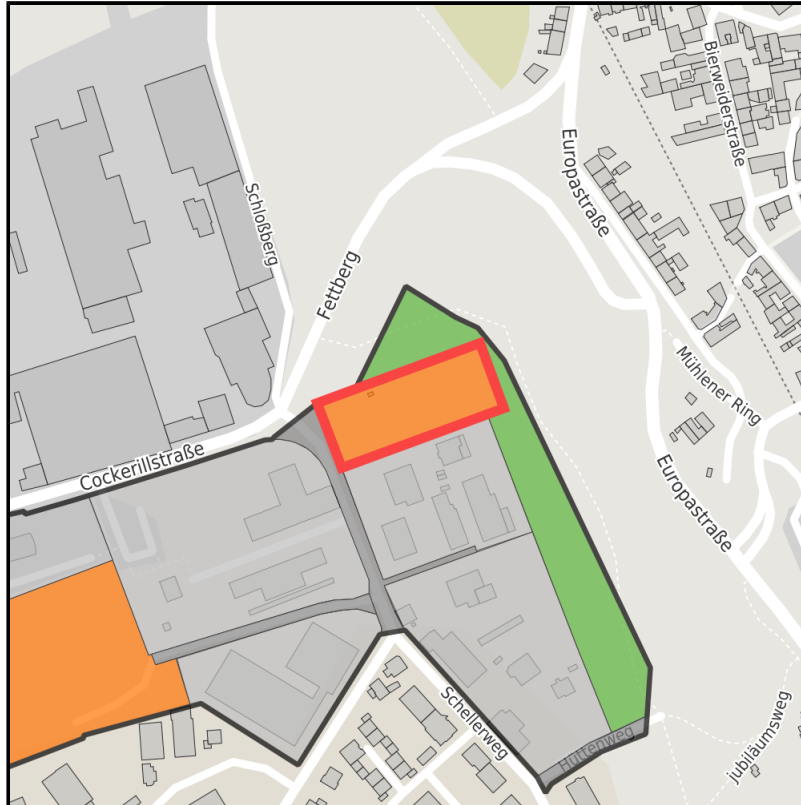 Bierweiderstraße
Europastraße
Schloßberg
Fettberg
Mühlener Ring
Cockerillstraße
Europastraße
Schellerweg
Hüttenweg
jubiläumsweg